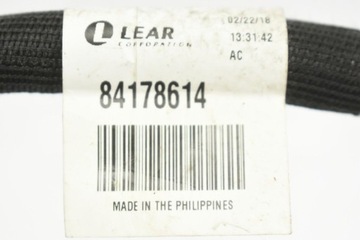 LEAR
CORPORATION
02/22/18
13.31.42
AC
84178614
MADE IN THE PHILIPPINES